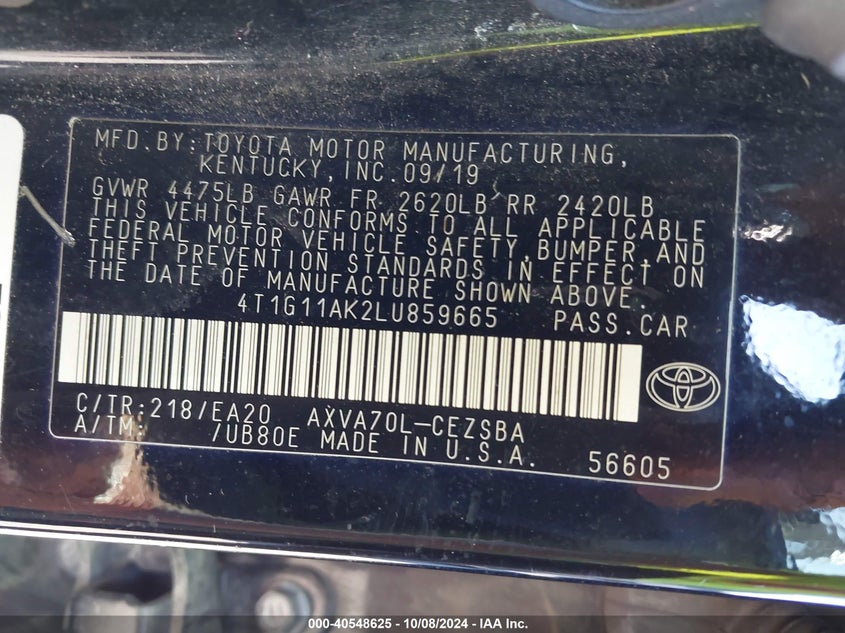 MFD.BY:TOYOTA MOTOR MANUFACTURING,
KENTUCKY, INC.09/19
GVWR 4475LB GAWR FR 2620LB RR 2420LB
THIS VEHICLE CONFORMS TO ALL APPLICABLE
FEDERAL MOTOR VEHICLE SAFETY,BUMPER,AND
THEFT PREVENTION STANDARDS IN EFFECT ON
THE DATE OF MANUFACTURE SHOWN ABOVE.
4T1G11AK2LU859665 PASS.CAR
C/TR:218/EA20 AXVA70L-CEZSBA
A/TM: /UB80E MADE IN U.S.A. 56605
000-40548625 - 10/08/2024 - IAA Inc.